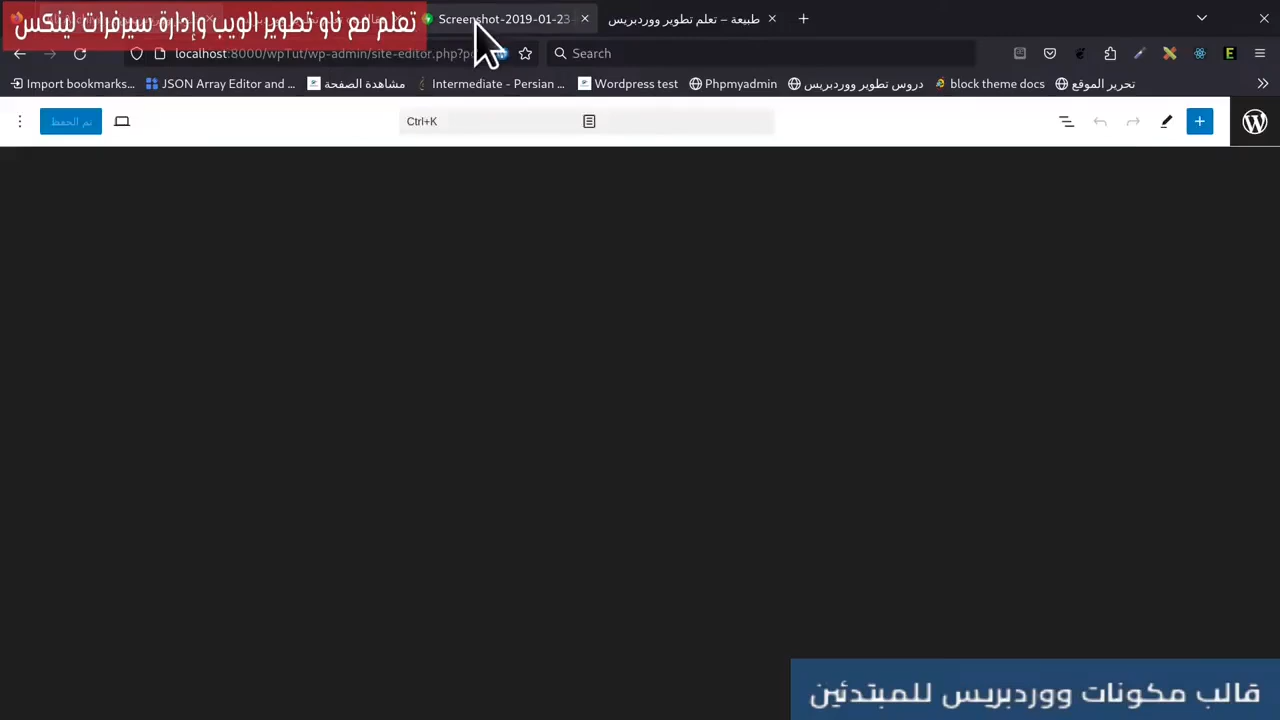 تعلم مع ناو تطوير الويب وإدارة سيرفرات لينكس
Screenshot-2019-01-23
طبيعة – تعلم تطوير ووردبريس
localhost:8000/wpTut/wp-admin/site-editor.php?po
Search
Import bookmarks...
JSON Array Editor and ...
مشاهدة الصفحة
Intermediate - Persian ...
Wordpress test
Phpmyadmin
دروس تطوير ووردبريس
block theme docs
تحرير الموقع
تم الحفظ
Ctrl+K
قالب مكونات ووردبريس للمبتدئين